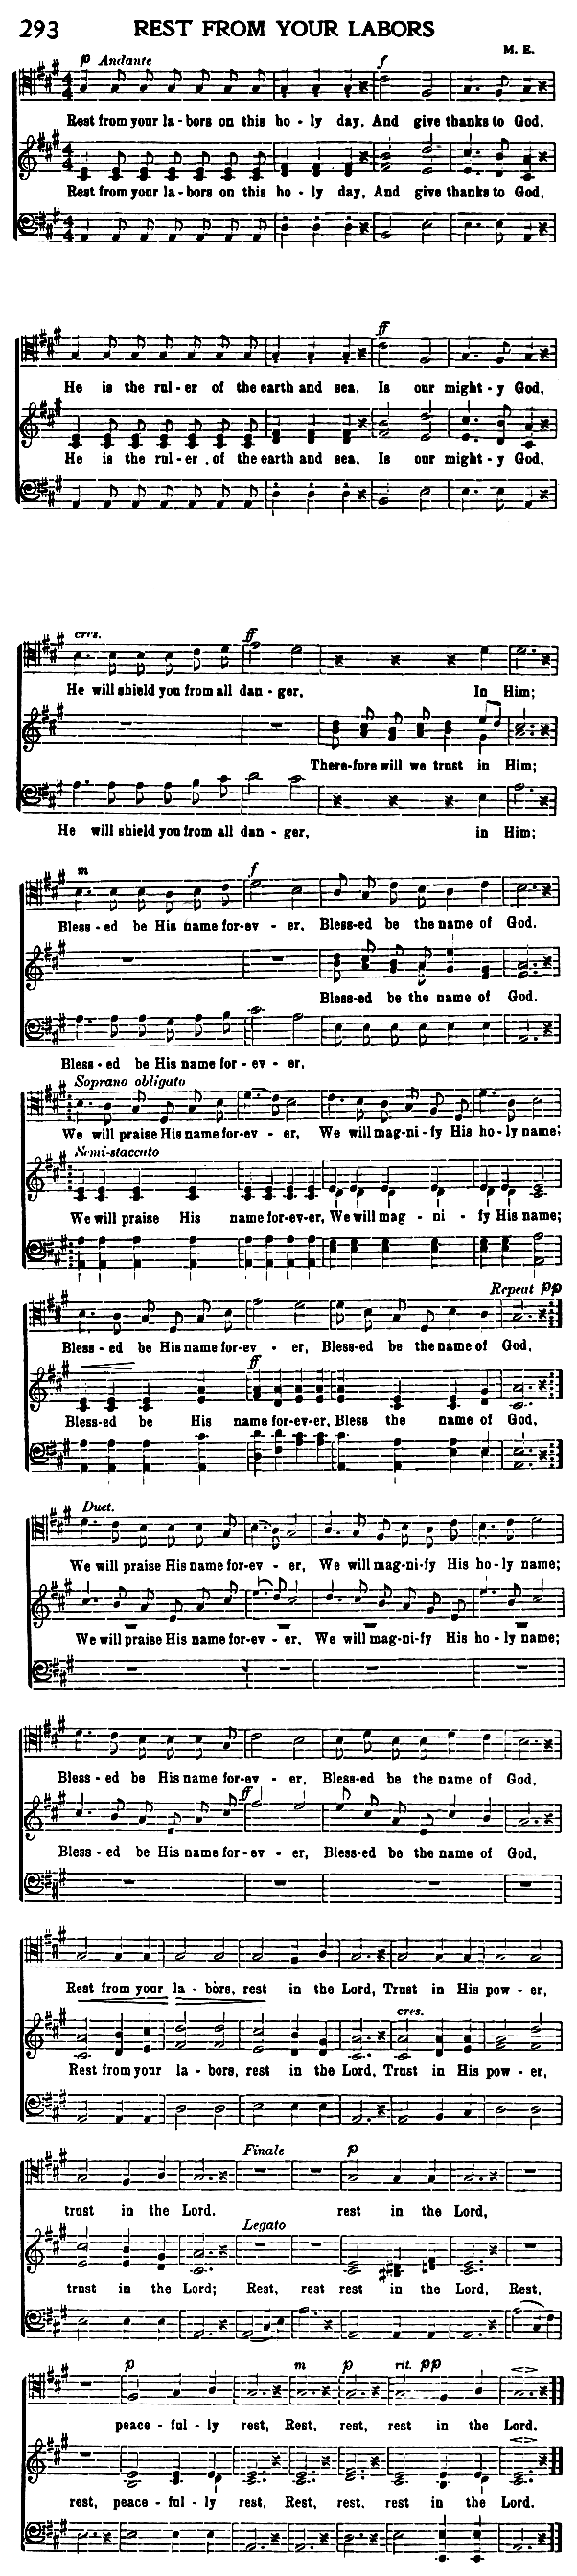 293 REST FROM YOUR LABORS
M. E.
p Andante f
Rest from your la-bors on this ho-ly day, And give thanks to God,
Rest from your la-bors on this ho-ly day, And give thanks to God,
ff
He is the rul-er of the earth and sea, Is our might-y God,
He is the rul-er of the earth and sea, Is our might-y God,
cres. ff
He will shield you from all dan-ger, In Him;
There-fore will we trust in Him;
He will shield you from all dan-ger, in Him;
m f
Bless-ed be His name for-ev-er, Bless-ed be the name of God.
Bless-ed be the name of God.
Bless-ed be His name for-ev-er,
Soprano obligato
We will praise His name for-ev-er, We will mag-ni-fy His ho-ly name;
Semi-staccato
We will praise His name for-ev-er, We will mag-ni-fy His name;
Repeat pp
Bless-ed be His name for-ev-er, Bless-ed be the name of God,
ff
Bless-ed be His name for-ev-er, Bless the name of God,
Duet.
We will praise His name for-ev-er, We will mag-ni-fy His ho-ly name;
We will praise His name for-ev-er, We will mag-ni-fy His ho-ly name;
Bless-ed be His name for-ev-er, Bless-ed be the name of God,
ff
Bless-ed be His name for-ev-er, Bless-ed be the name of God,
Rest from your la-bors, rest in the Lord, Trust in His pow-er,
cres.
Rest from your la-bors, rest in the Lord, Trust in His pow-er,
Finale p
trust in the Lord. rest in the Lord,
Legato
trust in the Lord; Rest, rest rest in the Lord, Rest,
p m p rit. pp
peace-ful-ly rest, Rest, rest, rest in the Lord.
rest, peace-ful-ly rest, Rest, rest, rest in the Lord.